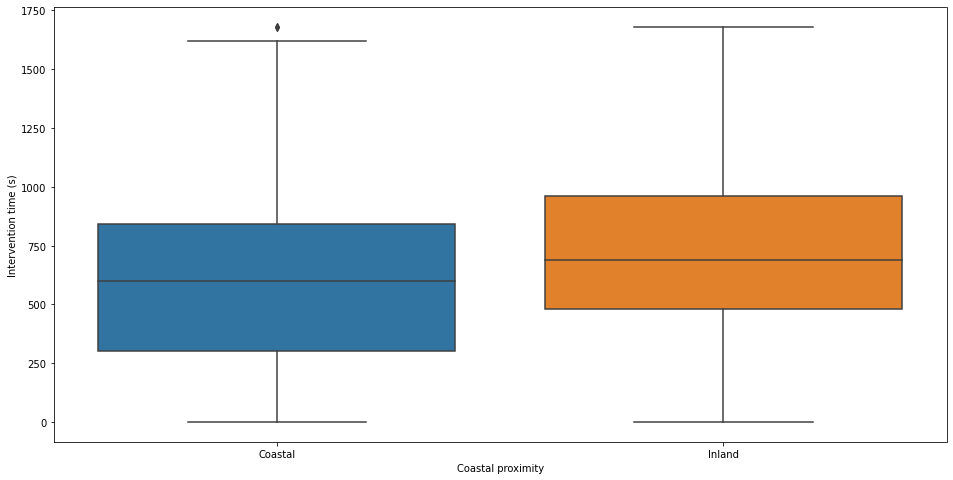 1750
1500
1250
1000
750
500
250
0
Intervention time (s)
Coastal
Inland
Coastal proximity